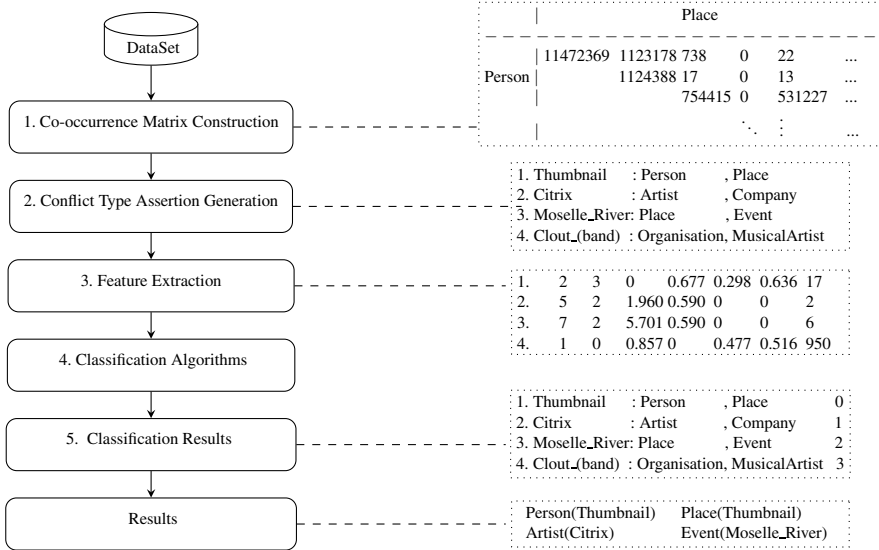 DataSet
1. Co-occurrence Matrix Construction
2. Conflict Type Assertion Generation
3. Feature Extraction
4. Classification Algorithms
5. Classification Results
Results
| Place
| 11472369 1123178 738 0 22 ...
Person | 1124388 17 0 13 ...
| 754415 0 531227 ...
| ⋱ ⋮ ...
1. Thumbnail : Person , Place
2. Citrix : Artist , Company
3. Moselle_River: Place , Event
4. Clout_(band) : Organisation, MusicalArtist
1. 2 3 0 0.677 0.298 0.636 17
2. 5 2 1.960 0.590 0 0 2
3. 7 2 5.701 0.590 0 0 6
4. 1 0 0.857 0 0.477 0.516 950
1. Thumbnail : Person , Place 0
2. Citrix : Artist , Company 1
3. Moselle_River: Place , Event 2
4. Clout_(band) : Organisation, MusicalArtist 3
Person(Thumbnail) Place(Thumbnail)
Artist(Citrix) Event(Moselle_River)